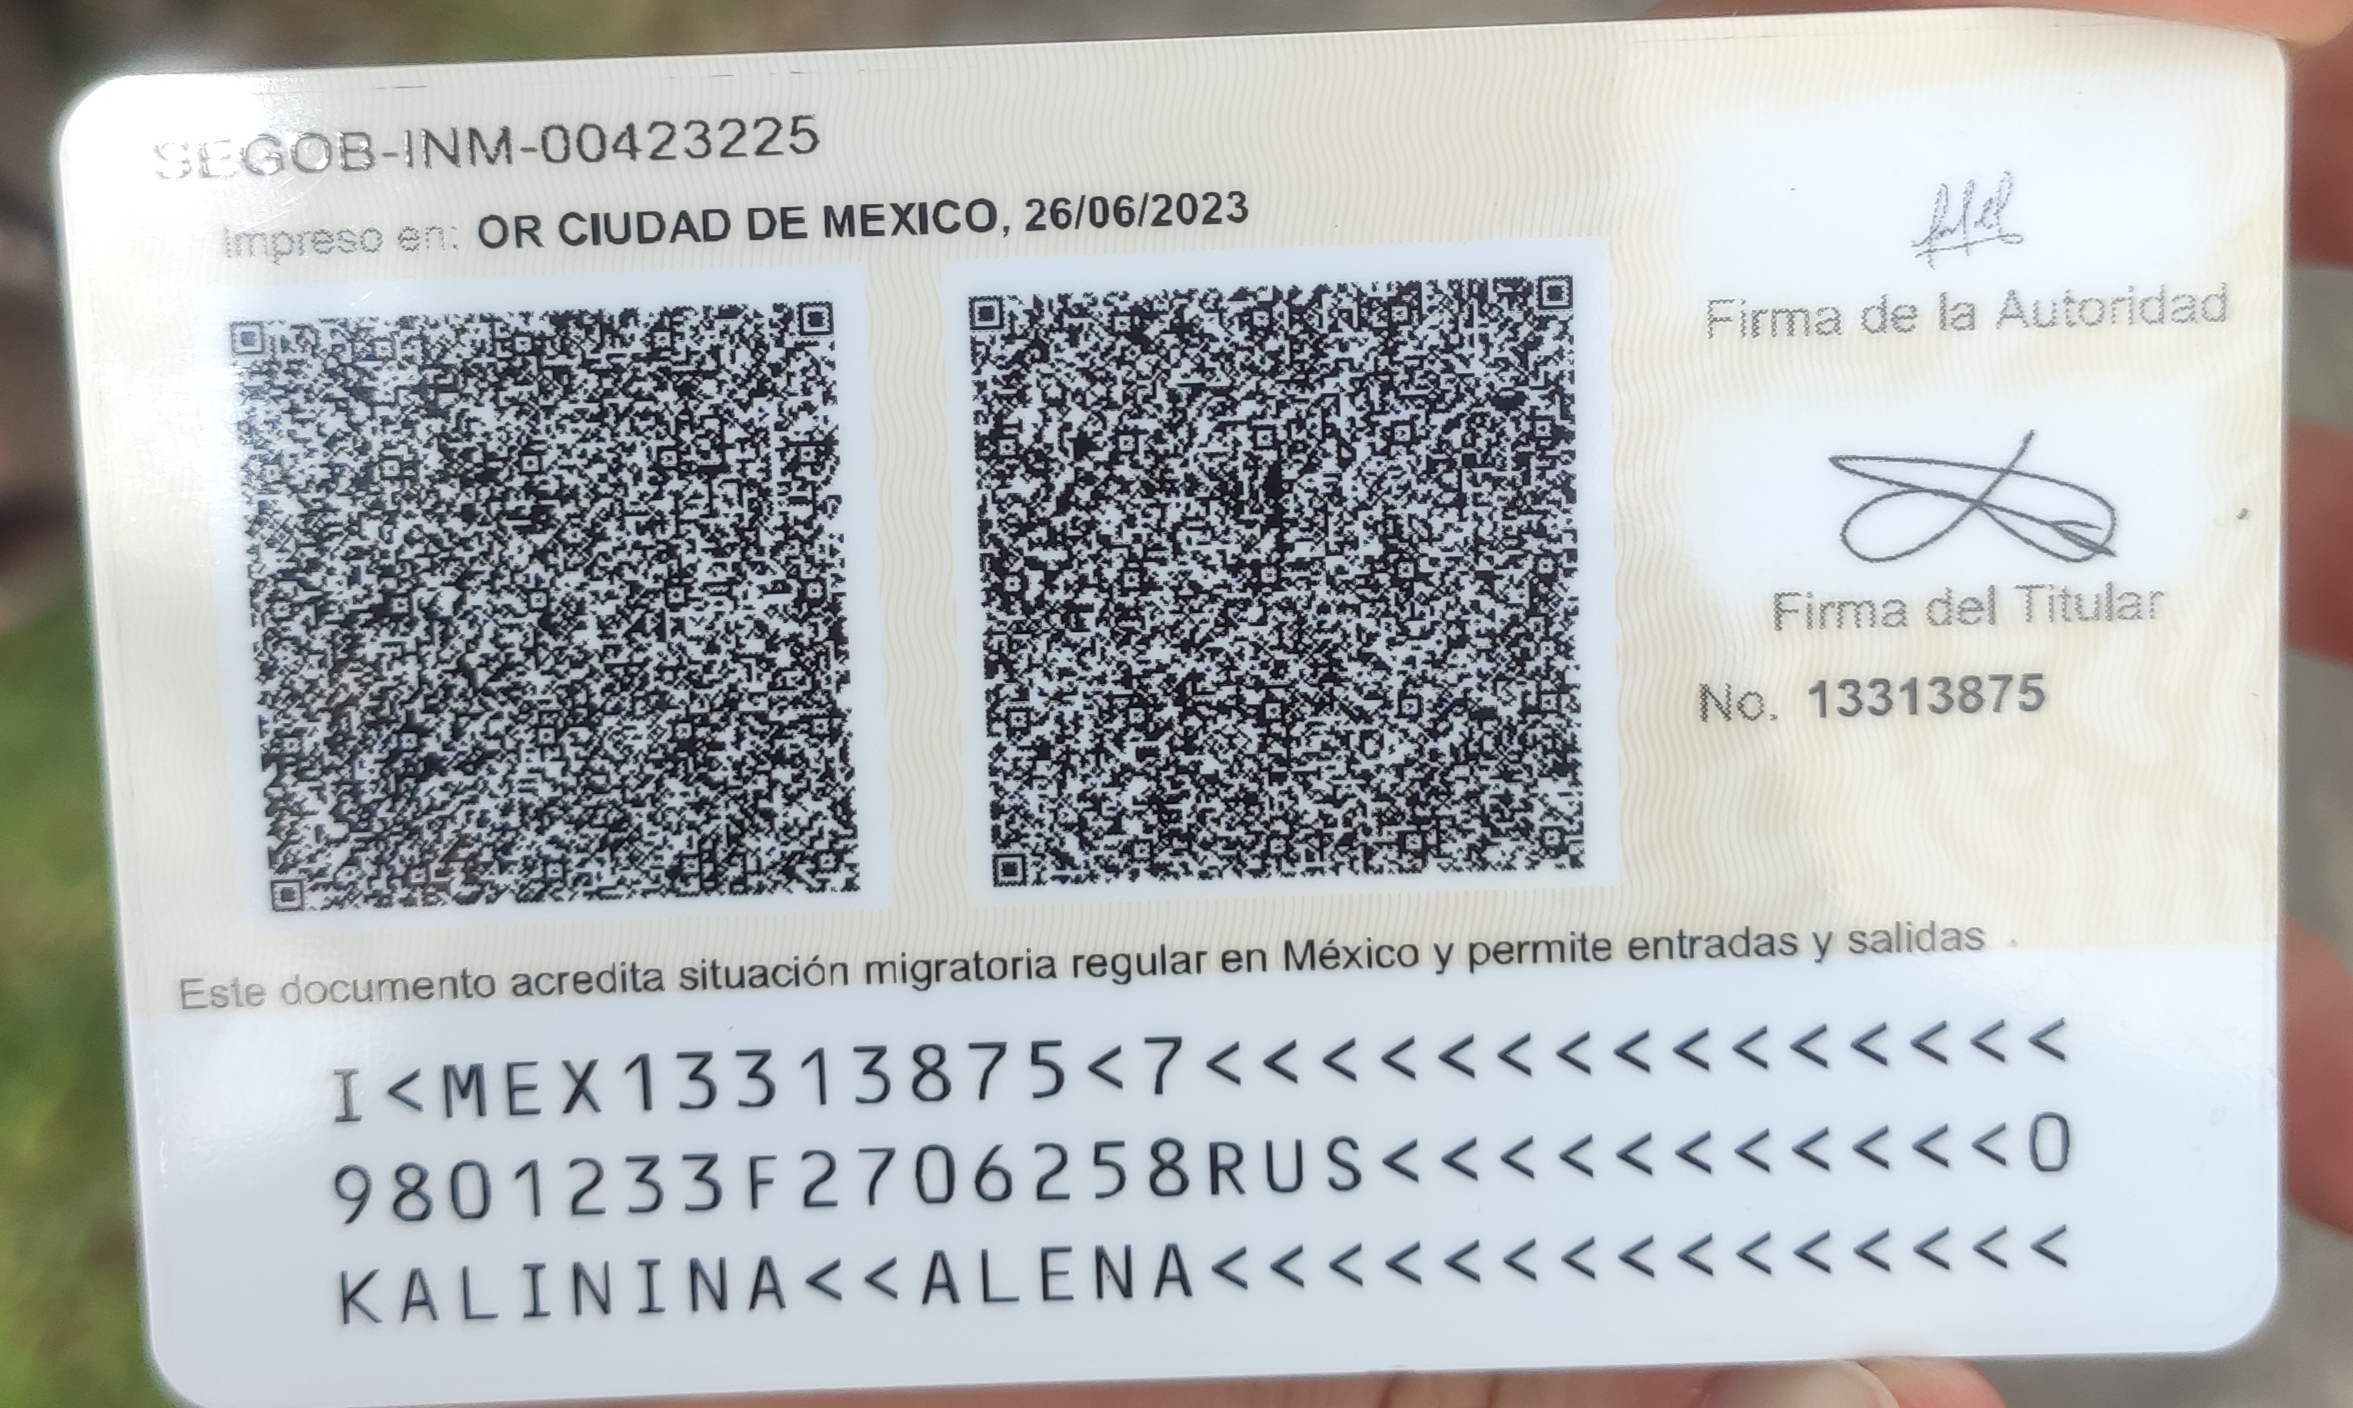 SEGOB-INM-00423225
Impreso en: OR CIUDAD DE MEXICO, 26/06/2023
Firma de la Autoridad
Firma del Titular
No. 13313875
Este documento acredita situación migratoria regular en México y permite entradas y salidas .
I<MEX13313875<7<<<<<<<<<<<<<<<
9801233F2706258RUS<<<<<<<<<<<0
KALININA<<ALENA<<<<<<<<<<<<<<<